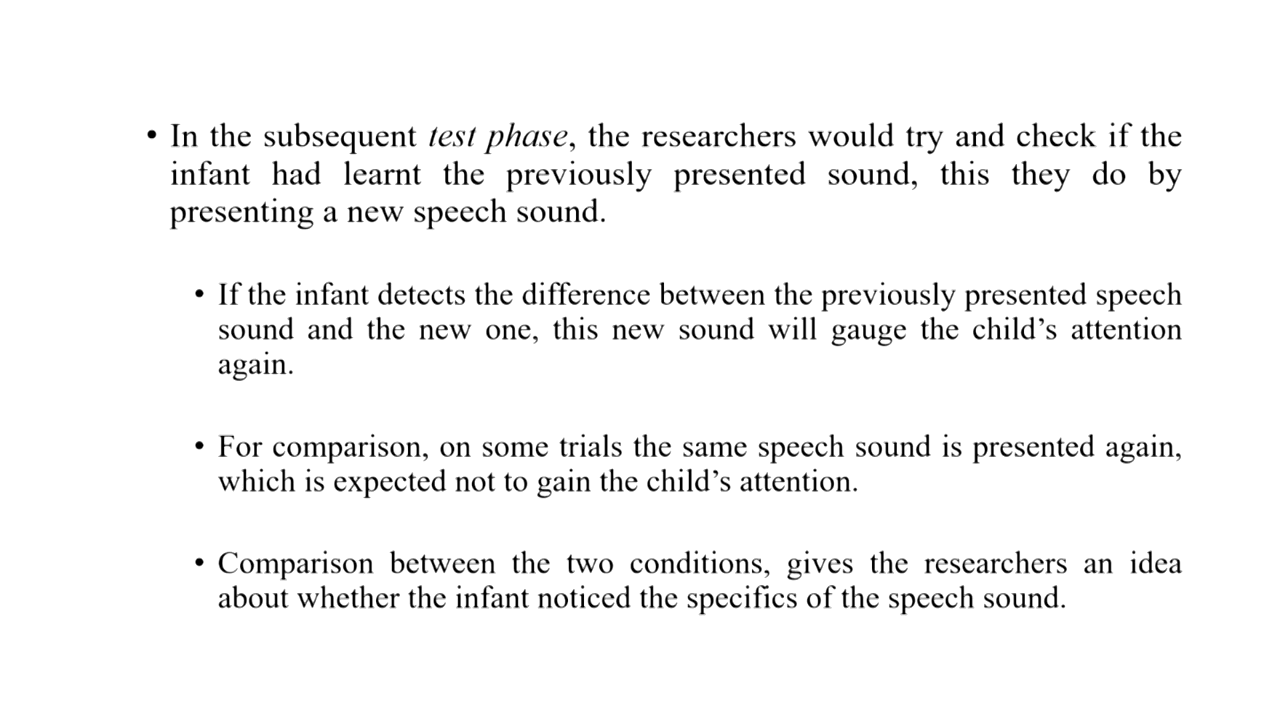 • In the subsequent test phase, the researchers would try and check if the
infant had learnt the previously presented sound, this they do by
presenting a new speech sound.
• If the infant detects the difference between the previously presented speech
sound and the new one, this new sound will gauge the child’s attention
again.
• For comparison, on some trials the same speech sound is presented again,
which is expected not to gain the child’s attention.
• Comparison between the two conditions, gives the researchers an idea
about whether the infant noticed the specifics of the speech sound.